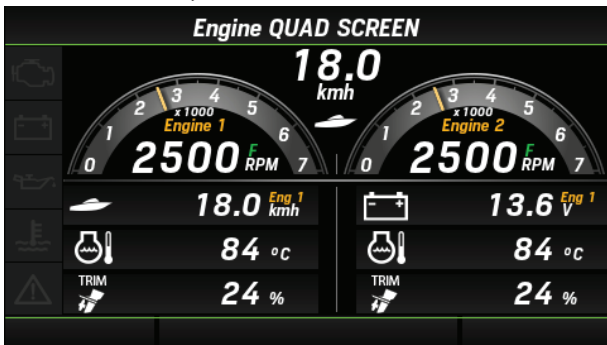 Engine QUAD SCREEN
18.0
kmh
0 1 2 3 4 5 6 7
x 1000
Engine 1
2500 F RPM
0 1 2 3 4 5 6 7
x 1000
Engine 2
2500 F RPM
18.0 Eng 1 kmh
13.6 Eng 1 V
84 °C
84 °C
TRIM
24 %
TRIM
24 %